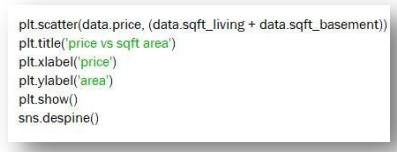 plt.scatter(data.price, (data.sqft_living + data.sqft_basement))
plt.title('price vs sqft area')
plt.xlabel('price')
plt.ylabel('area')
plt.show()
sns.despine()